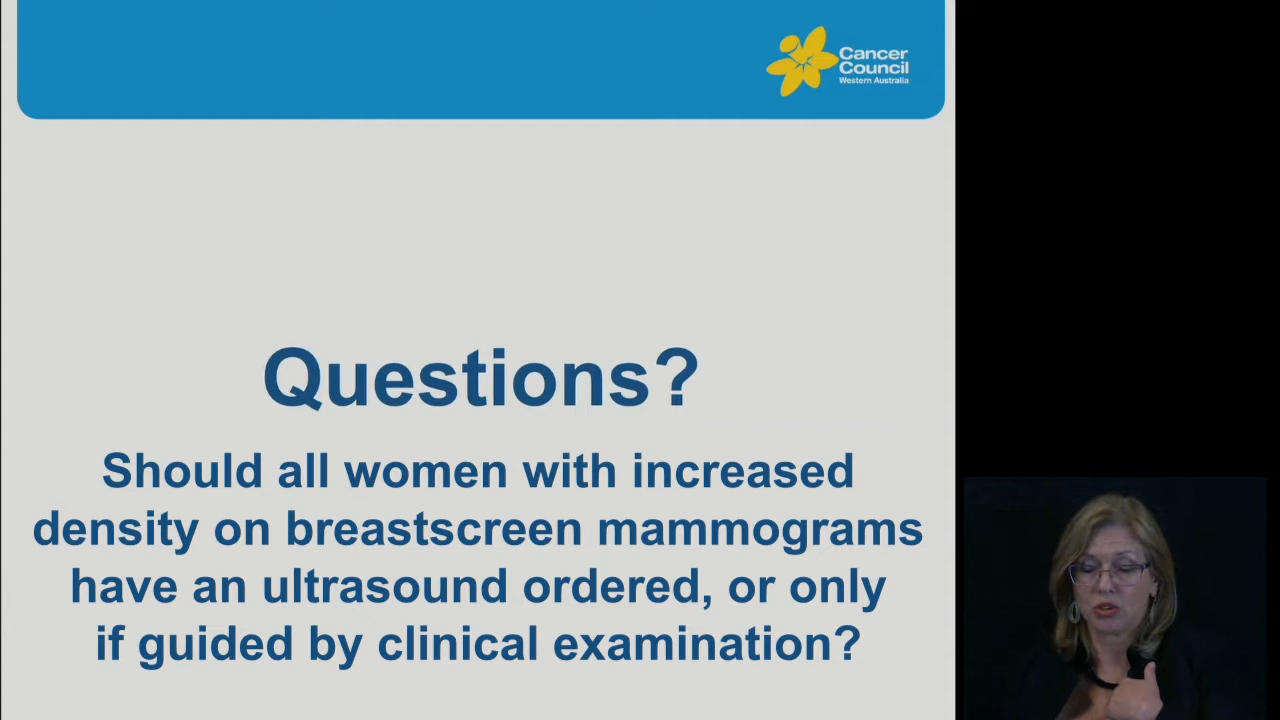 Cancer
Council
Western Australia
Questions?
Should all women with increased
density on breastscreen mammograms
have an ultrasound ordered, or only
if guided by clinical examination?